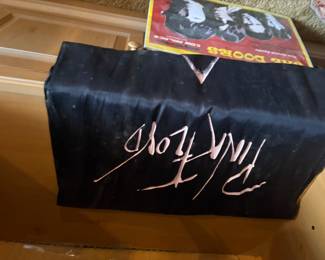 THE DOORS
PINK FLOYD